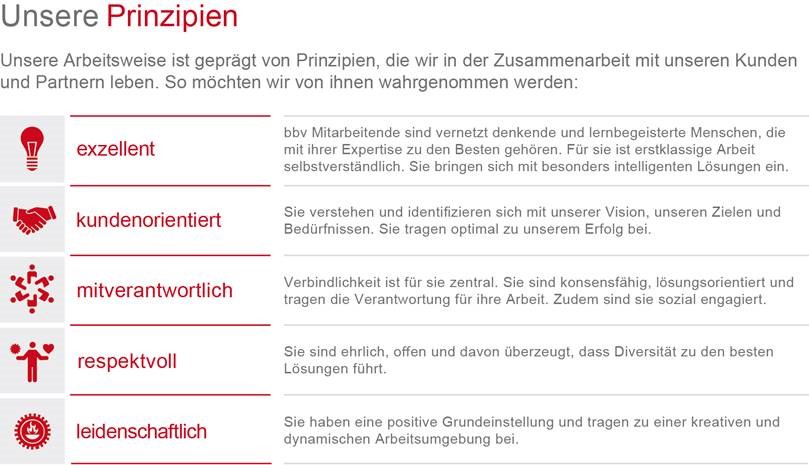 Unsere Prinzipien
Unsere Arbeitsweise ist geprägt von Prinzipien, die wir in der Zusammenarbeit mit unseren Kunden
und Partnern leben. So möchten wir von ihnen wahrgenommen werden:
exzellent
bbv Mitarbeitende sind vernetzt denkende und lernbegeisterte Menschen, die
mit ihrer Expertise zu den Besten gehören. Für sie ist erstklassige Arbeit
selbstverständlich. Sie bringen sich mit besonders intelligenten Lösungen ein.
kundenorientiert
Sie verstehen und identifizieren sich mit unserer Vision, unseren Zielen und
Bedürfnissen. Sie tragen optimal zu unserem Erfolg bei.
mitverantwortlich
Verbindlichkeit ist für sie zentral. Sie sind konsensfähig, lösungsorientiert und
tragen die Verantwortung für ihre Arbeit. Zudem sind sie sozial engagiert.
respektvoll
Sie sind ehrlich, offen und davon überzeugt, dass Diversität zu den besten
Lösungen führt.
leidenschaftlich
Sie haben eine positive Grundeinstellung und tragen zu einer kreativen und
dynamischen Arbeitsumgebung bei.